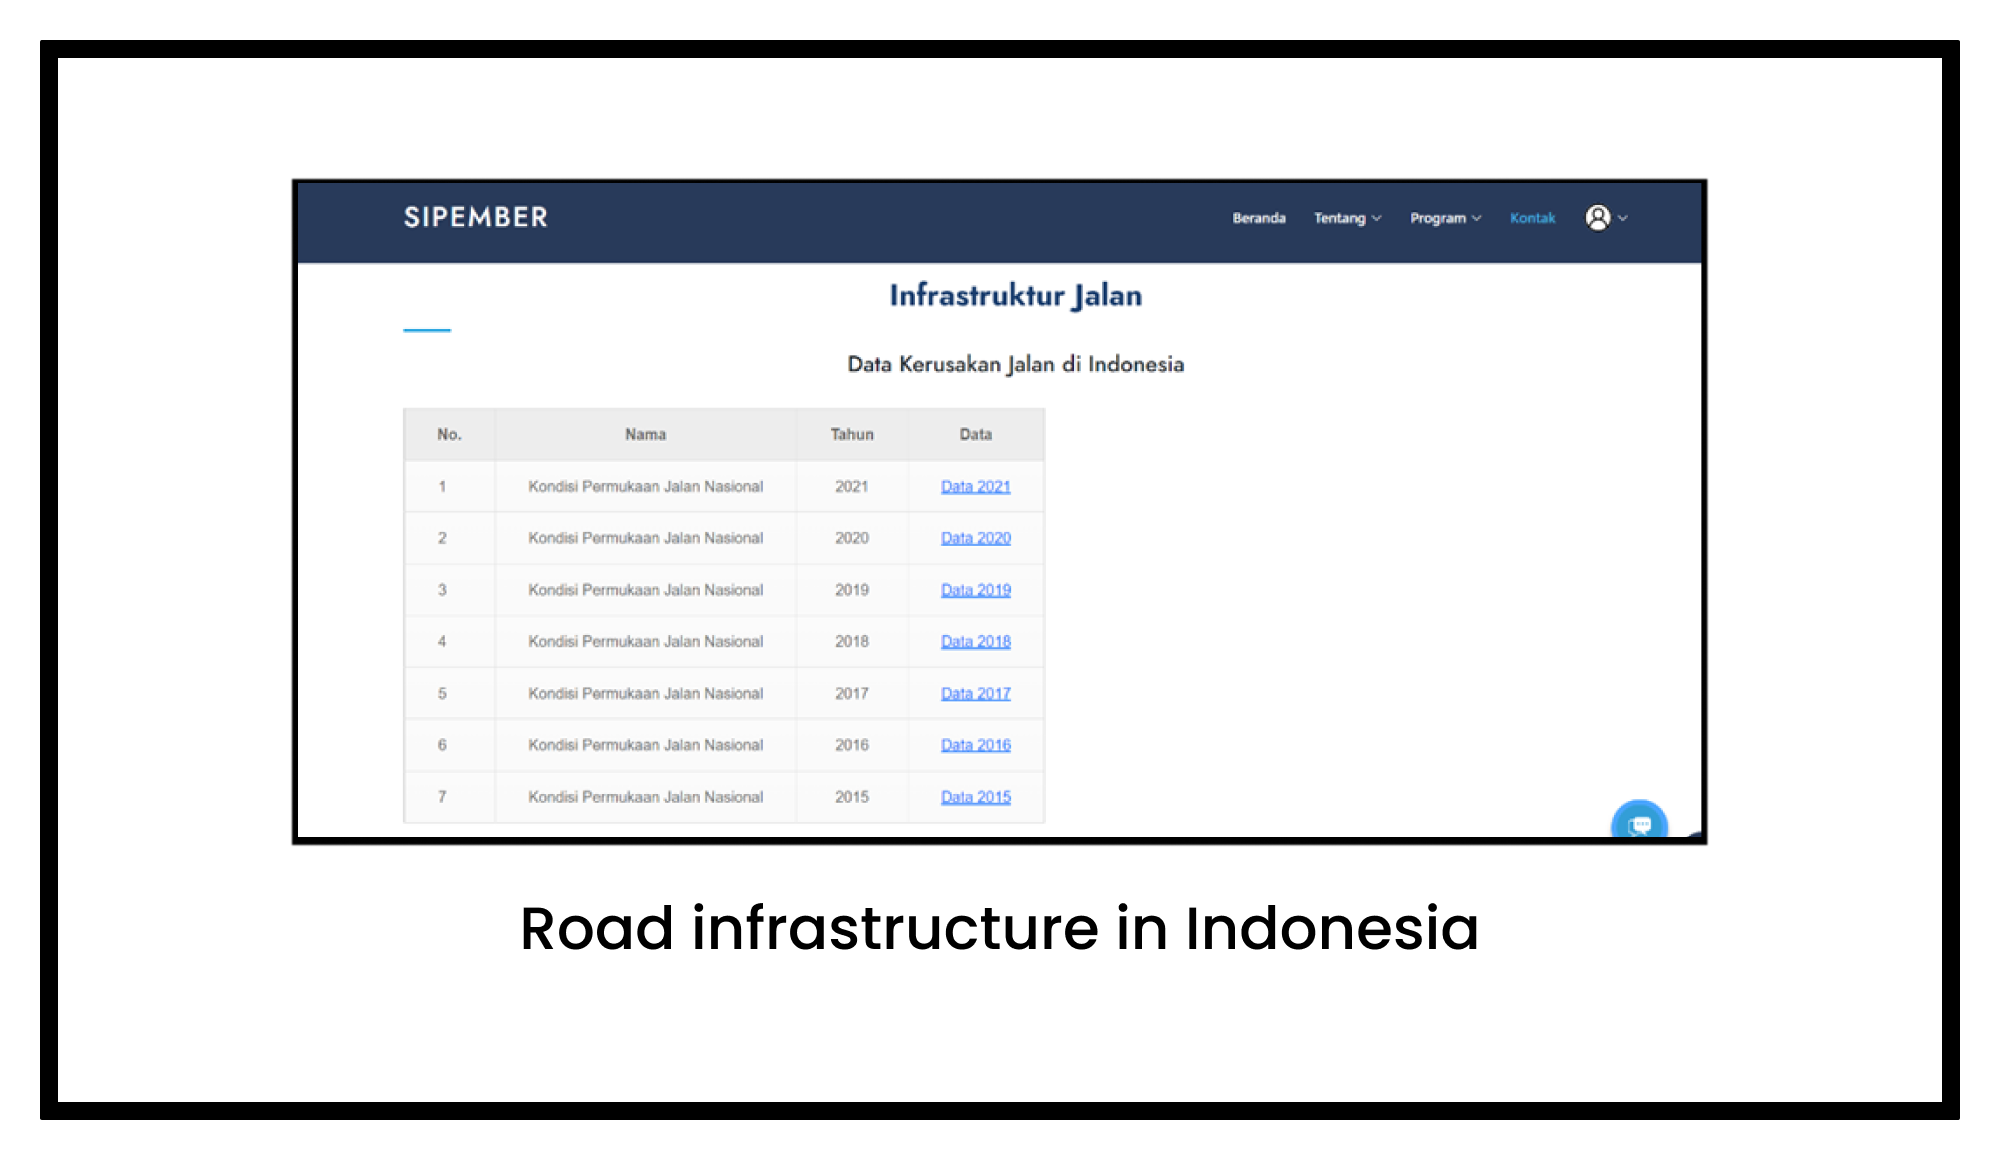 SIPEMBER
Beranda Tentang Program Kontak
Infrastruktur Jalan
Data Kerusakan Jalan di Indonesia
No. Nama Tahun Data
1 Kondisi Permukaan Jalan Nasional 2021 Data 2021
2 Kondisi Permukaan Jalan Nasional 2020 Data 2020
3 Kondisi Permukaan Jalan Nasional 2019 Data 2019
4 Kondisi Permukaan Jalan Nasional 2018 Data 2018
5 Kondisi Permukaan Jalan Nasional 2017 Data 2017
6 Kondisi Permukaan Jalan Nasional 2016 Data 2016
7 Kondisi Permukaan Jalan Nasional 2015 Data 2015
Road infrastructure in Indonesia